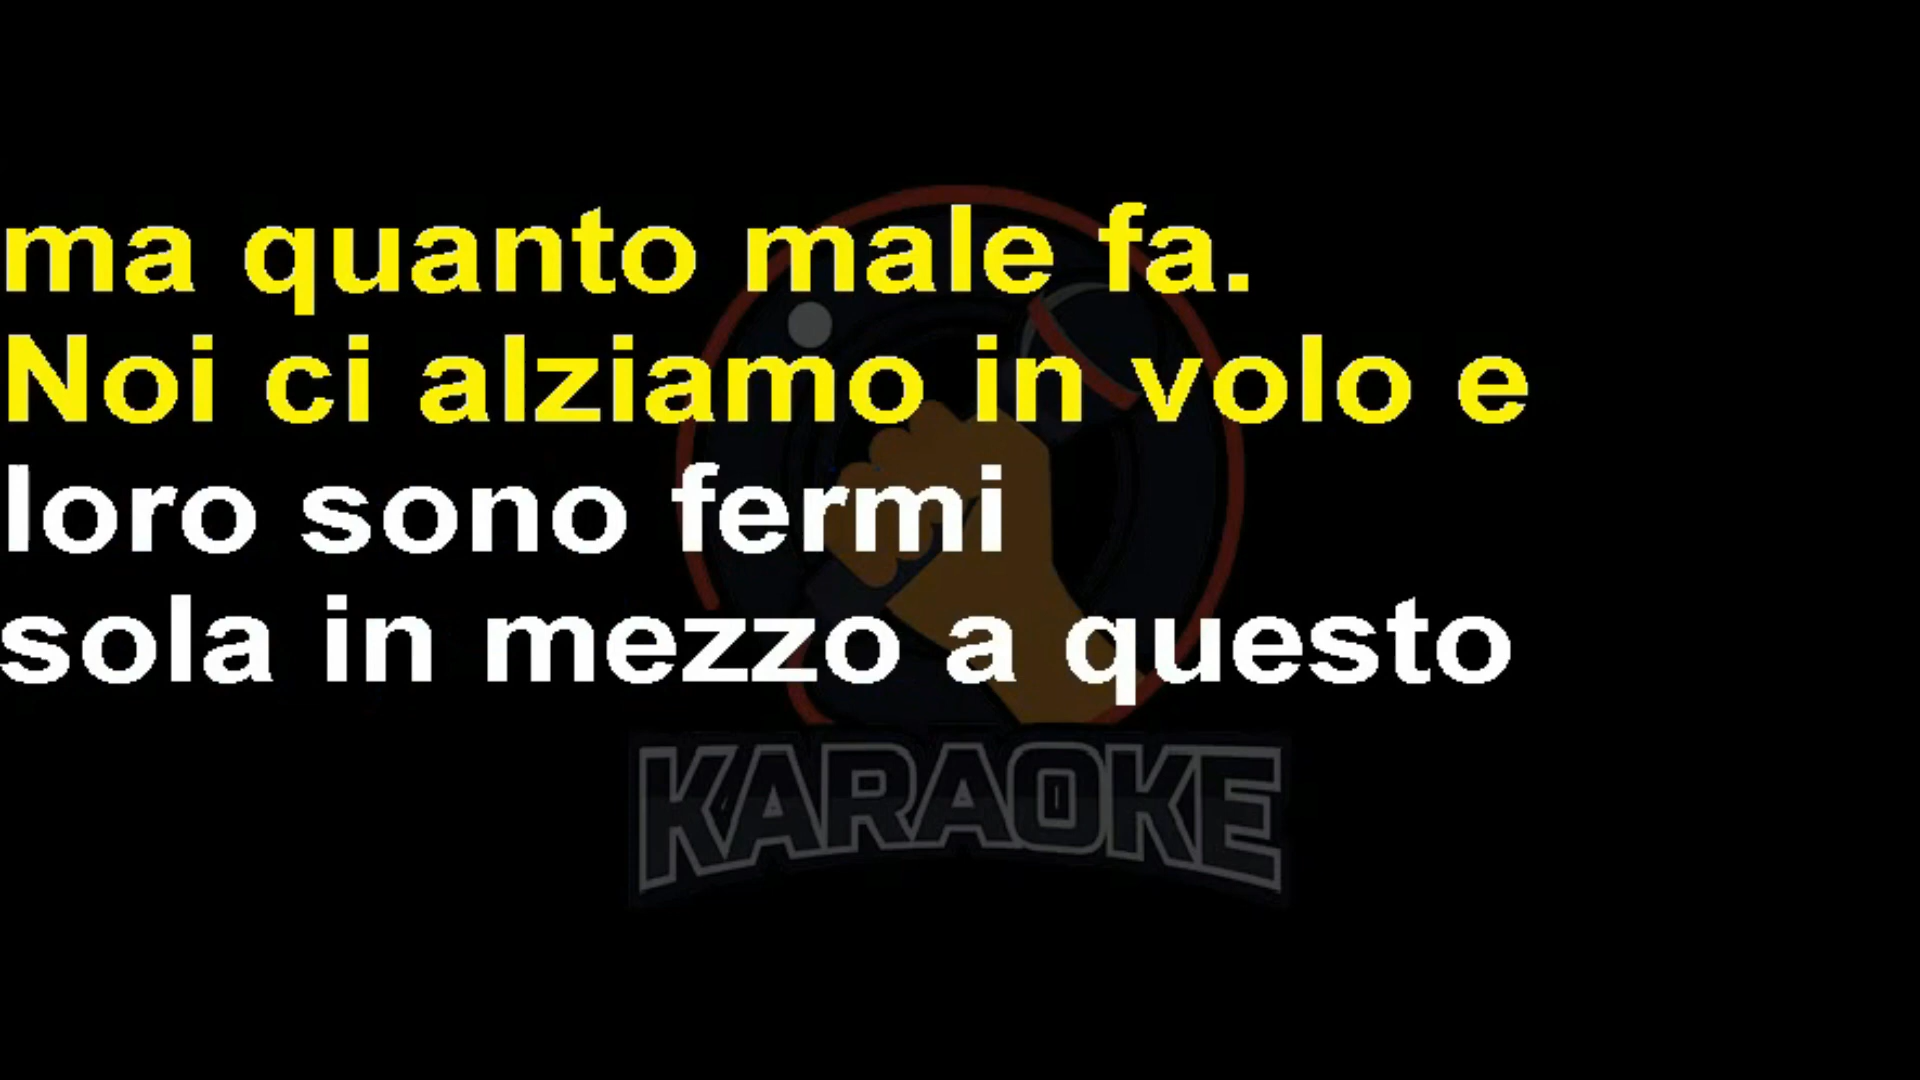 ma quanto male fa.
Noi ci alziamo in volo e
loro sono fermi
sola in mezzo a questo
KARAOKE